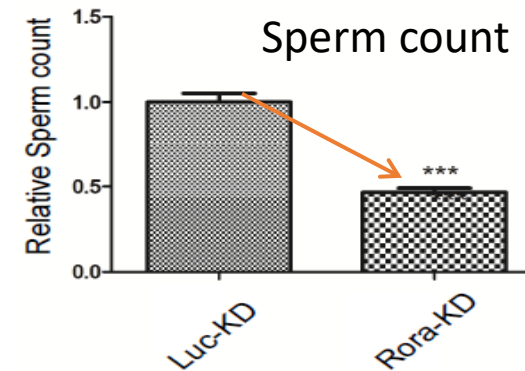 Sperm count
Relative Sperm count
1.5
1.0
0.5
0.0
***
Luc-KD
Rora-KD